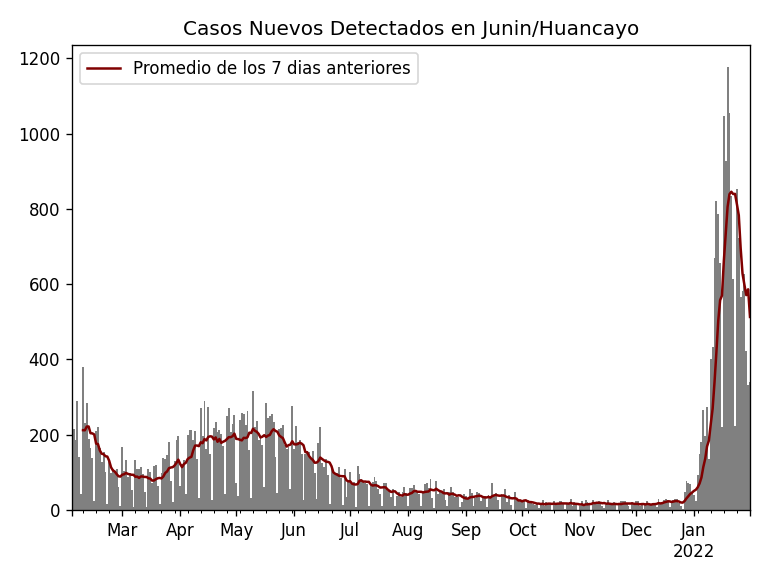 Casos Nuevos Detectados en Junin/Huancayo
Promedio de los 7 dias anteriores
1200
1000
800
600
400
200
0
Mar Apr May Jun Jul Aug Sep Oct Nov Dec Jan
2022